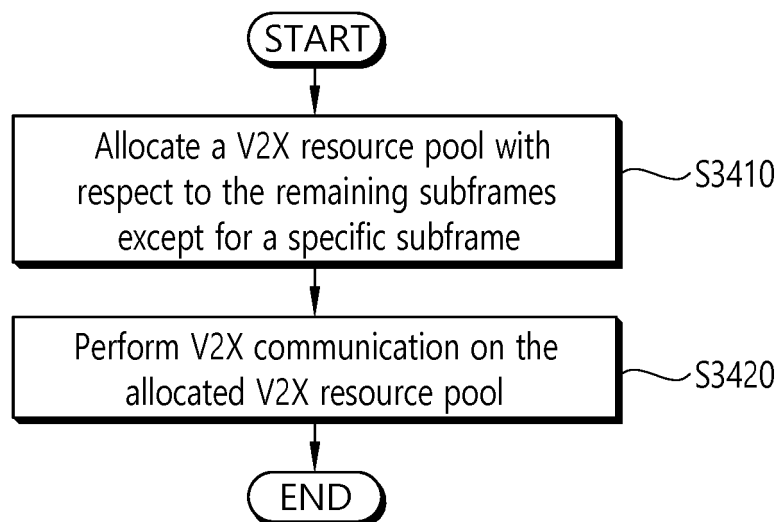 START
Allocate a V2X resource pool with
respect to the remaining subframes
except for a specific subframe
S3410
Perform V2X communication on the
allocated V2X resource pool
S3420
END